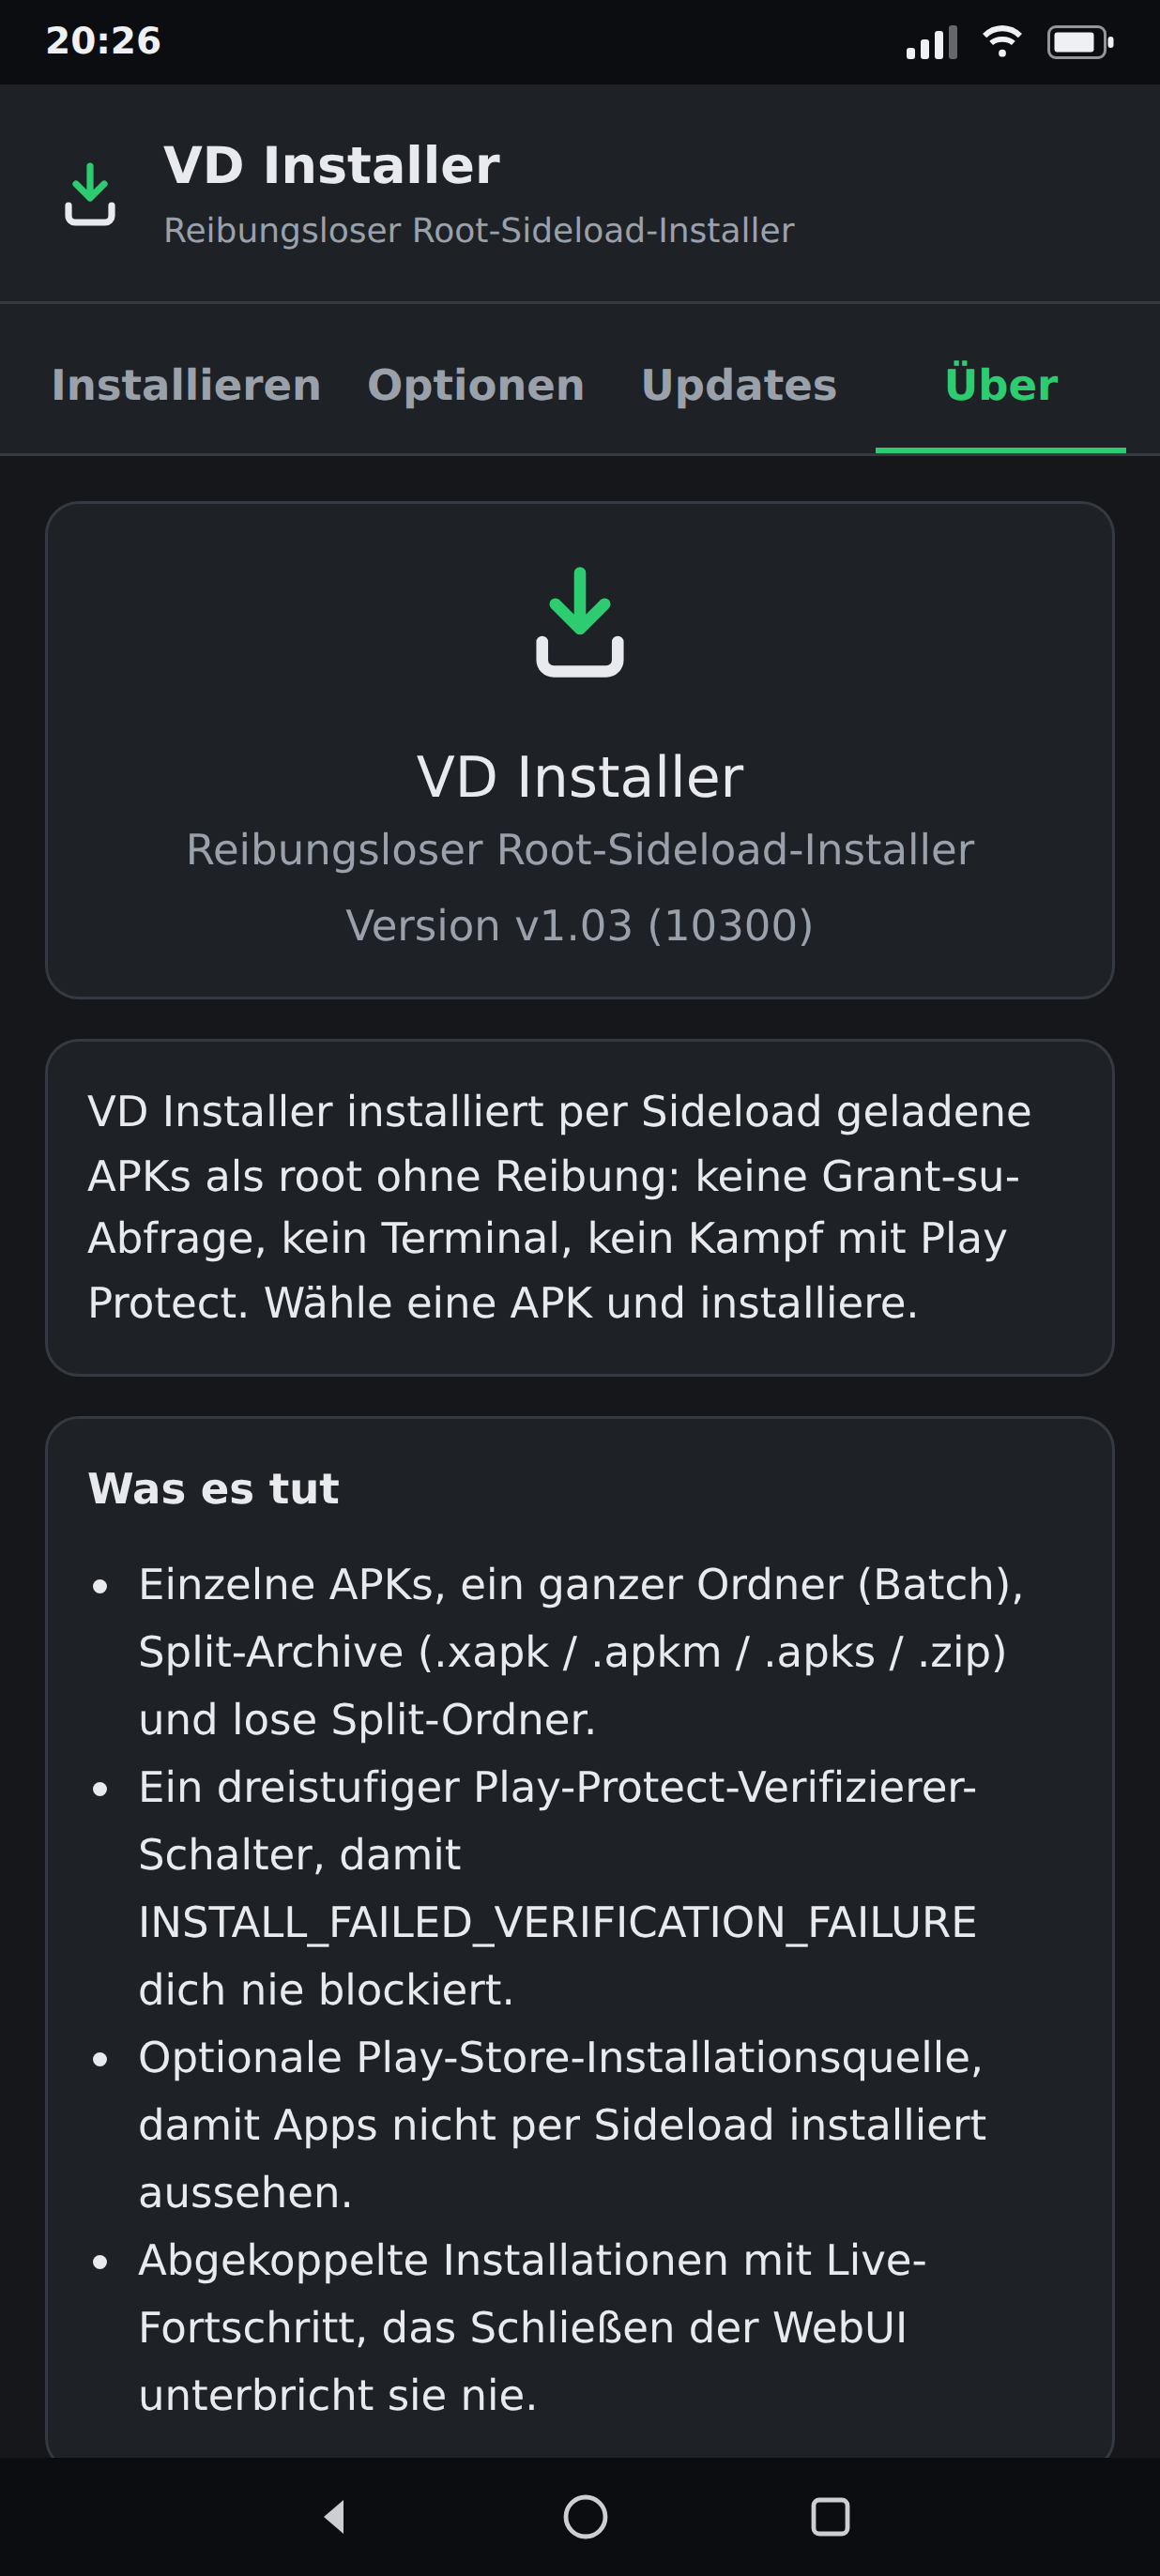 20:26
VD Installer
Reibungsloser Root-Sideload-Installer
Installieren
Optionen
Updates
Über
VD Installer
Reibungsloser Root-Sideload-Installer
Version v1.03 (10300)
VD Installer installiert per Sideload geladene
APKs als root ohne Reibung: keine Grant-su-
Abfrage, kein Terminal, kein Kampf mit Play
Protect. Wähle eine APK und installiere.
Was es tut
• Einzelne APKs, ein ganzer Ordner (Batch),
Split-Archive (.xapk / .apkm / .apks / .zip)
und lose Split-Ordner.
• Ein dreistufiger Play-Protect-Verifizierer-
Schalter, damit
INSTALL_FAILED_VERIFICATION_FAILURE
dich nie blockiert.
• Optionale Play-Store-Installationsquelle,
damit Apps nicht per Sideload installiert
aussehen.
• Abgekoppelte Installationen mit Live-
Fortschritt, das Schließen der WebUI
unterbricht sie nie.